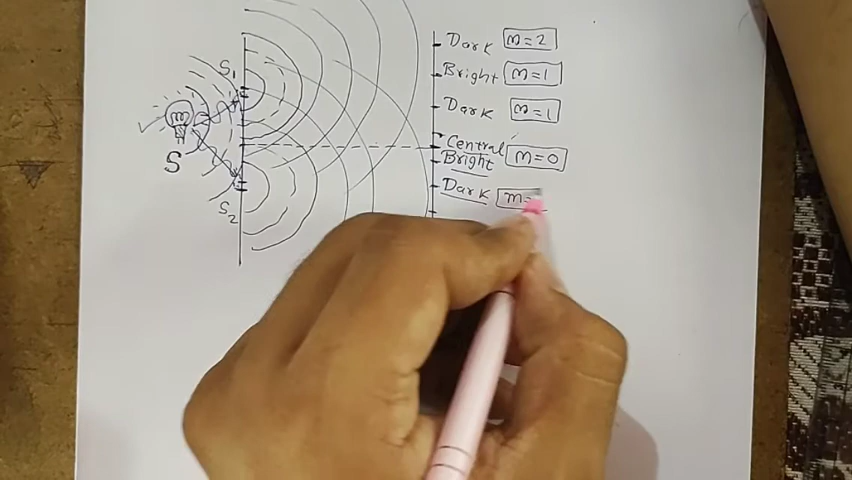 Dark m=2
Bright m=1
Dark m=1
Central
Bright m=0
Dark m=
S1
S
S2